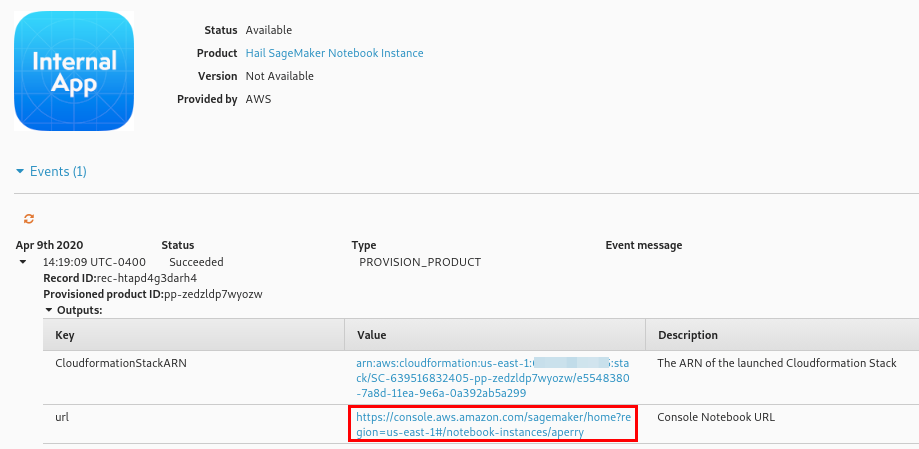 Internal
App
Status Available
Product Hail SageMaker Notebook Instance
Version Not Available
Provided by AWS
Events (1)
Apr 9th 2020 Status Type Event message
14:19:09 UTC-0400 Succeeded PROVISION_PRODUCT
Record ID:rec-htapd4g3darh4
Provisioned product ID:pp-zedzldp7wyozw
Outputs:
Key Value Description
CloudformationStackARN arn:aws:cloudformation:us-east-1: :sta The ARN of the launched Cloudformation Stack
ck/SC-639516832405-pp-zedzldp7wyozw/e5548380
-7a8d-11ea-9e6a-0a392ab5a299
url https://console.aws.amazon.com/sagemaker/home?re Console Notebook URL
gion=us-east-1#/notebook-instances/aperry